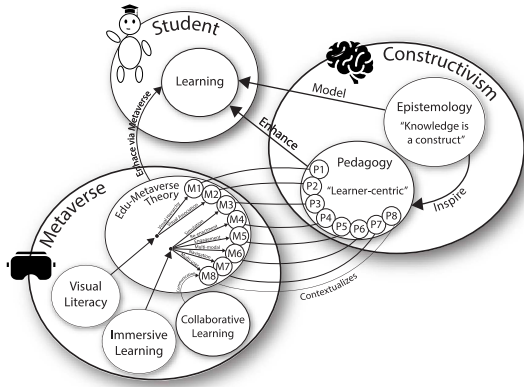 Student
Learning
Constructivism
Model
Epistemology
"Knowledge is
a construct"
Enhance
Inspire
Pedagogy
"Learner-centric"
P1
P2
P3
P4
P5
P6
P7
P8
Enhace via Metaverse
Metaverse
Edu-Metaverse
Theory
M1
M2
M3
M4
M5
M6
M7
M8
Multi-modal
Contextualizes
Visual
Literacy
Immersive
Learning
Collaborative
Learning